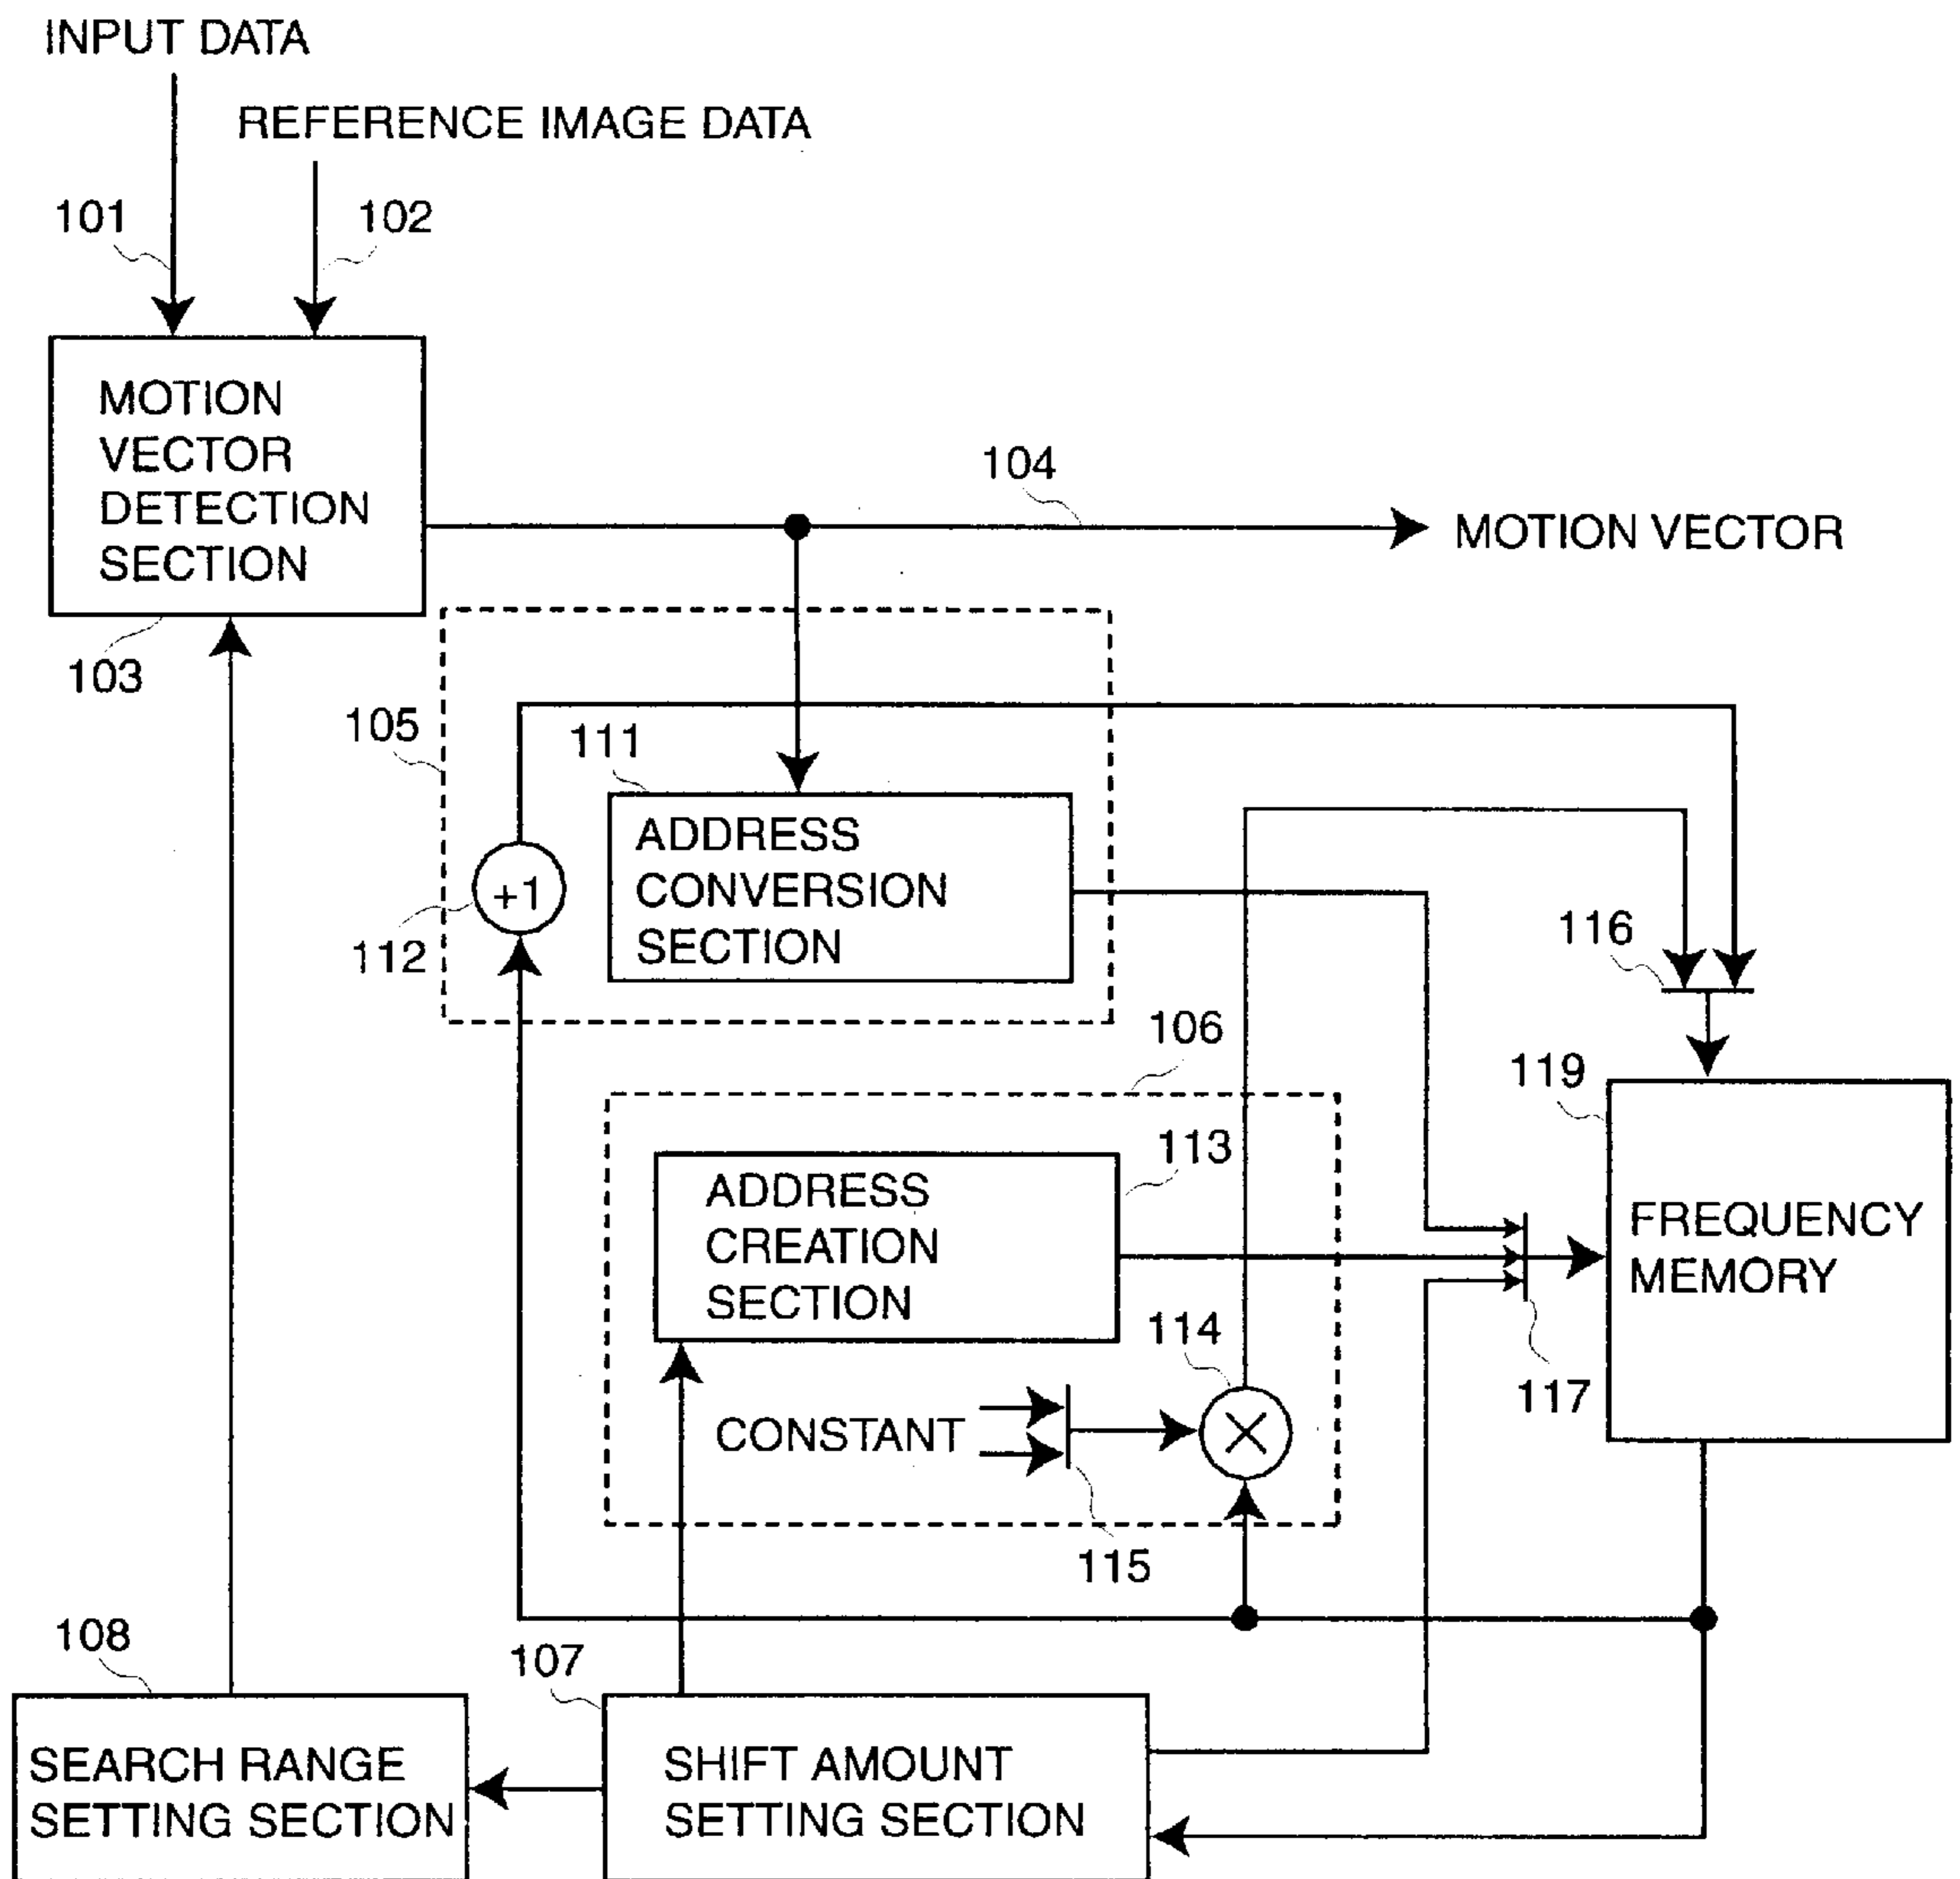 INPUT DATA
REFERENCE IMAGE DATA
101
102
MOTION
VECTOR
DETECTION
SECTION
103
104
MOTION VECTOR
105
111
ADDRESS
CONVERSION
SECTION
+1
112
116
106
119
113
ADDRESS
CREATION
SECTION
FREQUENCY
MEMORY
114
117
CONSTANT
115
108
107
SEARCH RANGE
SETTING SECTION
SHIFT AMOUNT
SETTING SECTION